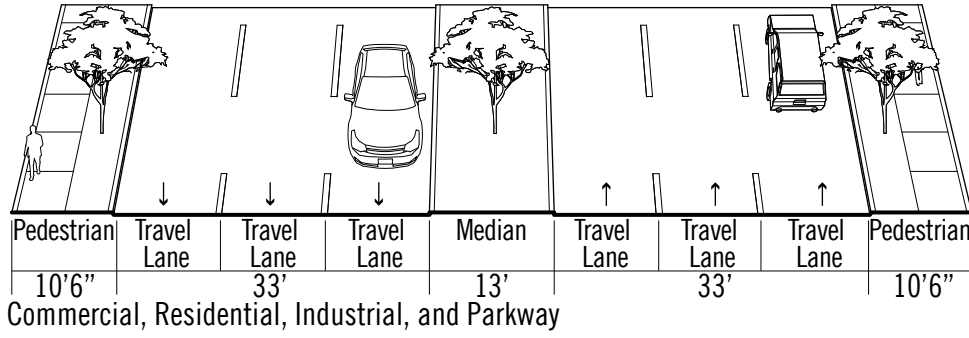 Pedestrian Travel Travel Travel Median Travel Travel Travel Pedestrian
Lane Lane Lane Lane Lane Lane
10'6” 33' 13' 33' 10'6”
Commercial, Residential, Industrial, and Parkway